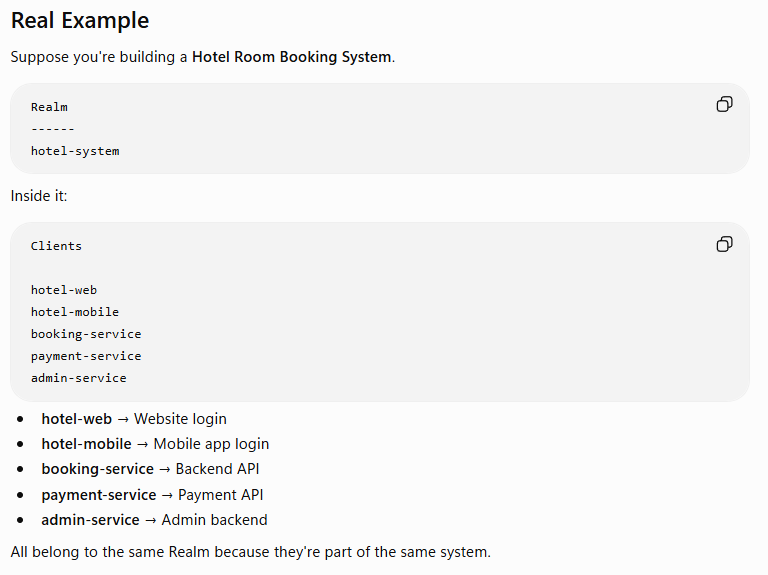 Real Example
Suppose you're building a Hotel Room Booking System.
Realm
------
hotel-system
Inside it:
Clients
hotel-web
hotel-mobile
booking-service
payment-service
admin-service
• hotel-web → Website login
• hotel-mobile → Mobile app login
• booking-service → Backend API
• payment-service → Payment API
• admin-service → Admin backend
All belong to the same Realm because they're part of the same system.